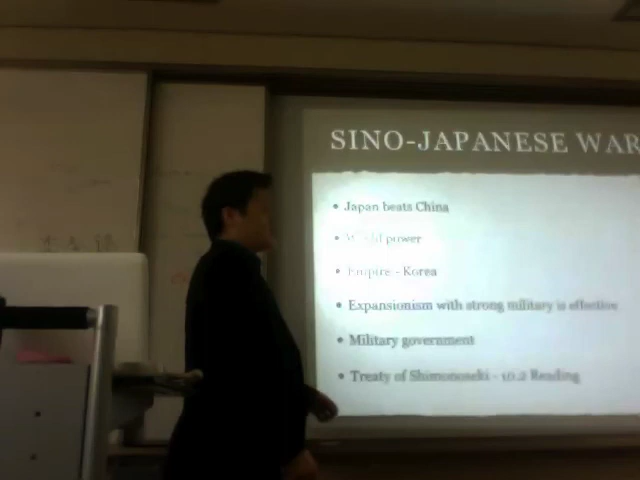 SINO-JAPANESE WAR
• Japan beats China
• World power
• Empire - Korea
• Expansionism with strong military is effective
• Military government
• Treaty of Shimonoseki - 10.2 Reading